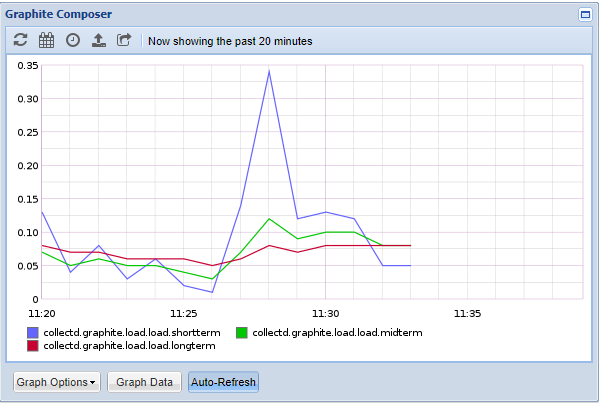 Graphite Composer
Now showing the past 20 minutes
0.35
0.30
0.25
0.20
0.15
0.10
0.05
0
11:20 11:25 11:30 11:35
collectd.graphite.load.load.shortterm collectd.graphite.load.load.midterm
collectd.graphite.load.load.longterm
Graph Options Graph Data Auto-Refresh